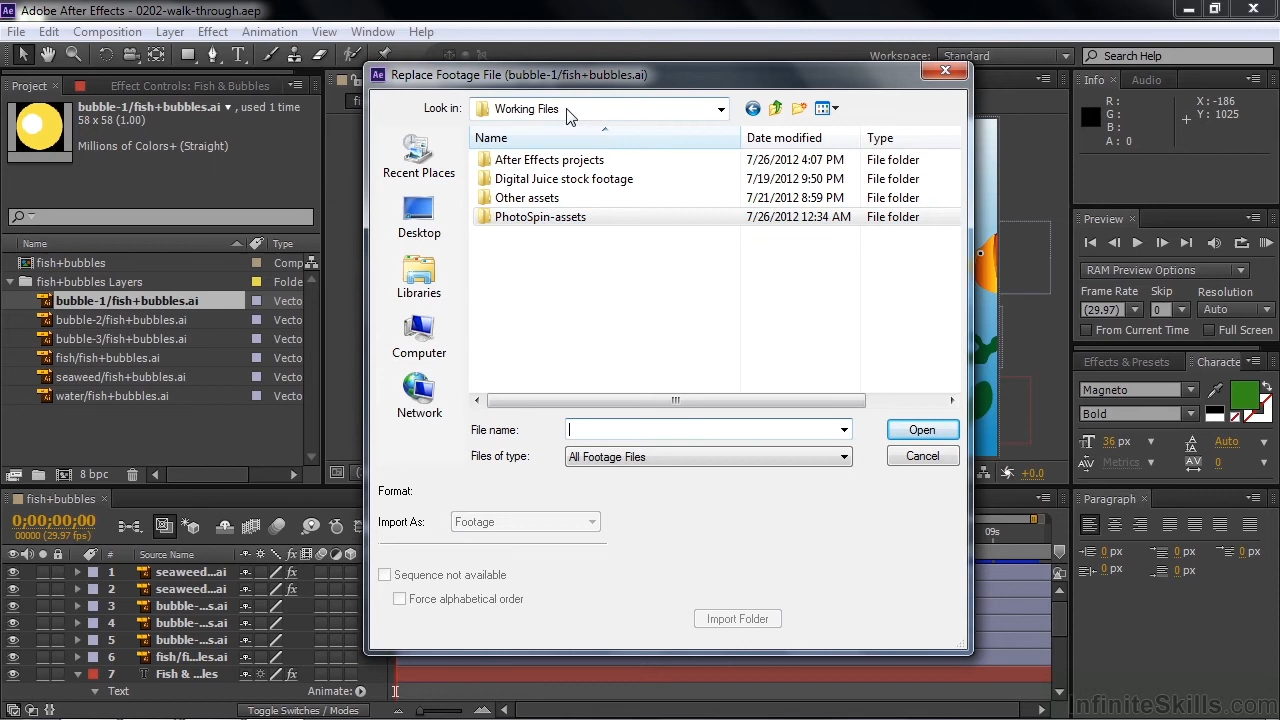 Adobe After Effects - 0202-walk-through.aep
File Edit Composition Layer Effect Animation View Window Help
Workspace: Standard
Search Help
Project
Effect Controls: Fish & Bubbles
bubble-1/fish+bubbles.ai ▼, used 1 time
58 x 58 (1.00)
Millions of Colors+ (Straight)
Name Type
fish+bubbles Comp
fish+bubbles Layers Folde
bubble-1/fish+bubbles.ai Vecto
bubble-2/fish+bubbles.ai Vecto
bubble-3/fish+bubbles.ai Vecto
fish/fish+bubbles.ai Vecto
seaweed/fish+bubbles.ai Vecto
water/fish+bubbles.ai Vecto
8 bpc
Replace Footage File (bubble-1/fish+bubbles.ai)
Look in: Working Files
Name Date modified Type
After Effects projects 7/26/2012 4:07 PM File folder
Digital Juice stock footage 7/19/2012 9:50 PM File folder
Other assets 7/21/2012 8:59 PM File folder
PhotoSpin-assets 7/26/2012 12:34 AM File folder
Recent Places
Desktop
Libraries
Computer
Network
File name:
Open
Files of type: All Footage Files
Cancel
Format:
Import As: Footage
Sequence not available
Force alphabetical order
Import Folder
Info Audio
R: X: -186
G: Y: 1025
B:
A: 0
Preview
RAM Preview Options
Frame Rate Skip Resolution
(29.97) 0 Auto
From Current Time Full Screen
Effects & Presets Characte
Magneto
Bold
36 px Auto
Metrics 0
+0.0
Paragraph
0 px 0 px 0 px
0 px 0 px
fish+bubbles
0;00;00;00
00000 (29.97 fps)
09s
# Source Name
1 seaweed...ai
2 seaweed...ai
3 bubble-...s.ai
4 bubble-...s.ai
5 bubble-...s.ai
6 fish/fi...les.ai
7 T Fish & ...les
Text Animate:
Toggle Switches / Modes
InfiniteSkills.com